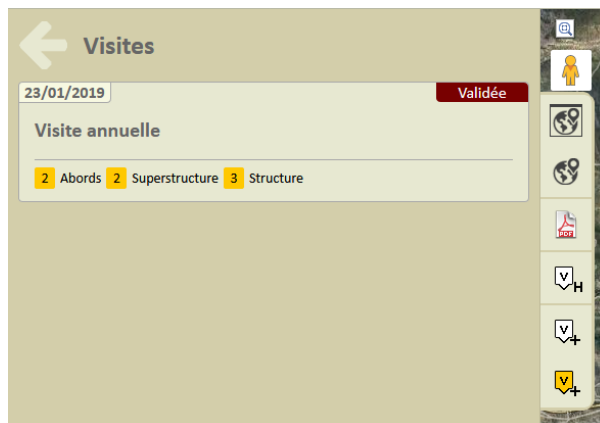 Visites
23/01/2019 Validée
Visite annuelle
2 Abords 2 Superstructure 3 Structure
PDF
V H
V +
V +